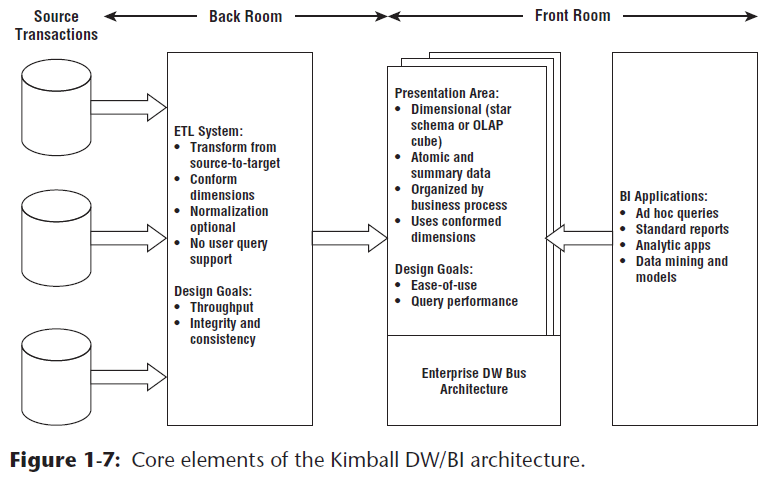 Source
Transactions
Back Room
Front Room
ETL System:
• Transform from
source-to-target
• Conform
dimensions
• Normalization
optional
• No user query
support
Design Goals:
• Throughput
• Integrity and
consistency
Presentation Area:
• Dimensional (star
schema or OLAP
cube)
• Atomic and
summary data
• Organized by
business process
• Uses conformed
dimensions
Design Goals:
• Ease-of-use
• Query performance
Enterprise DW Bus
Architecture
BI Applications:
• Ad hoc queries
• Standard reports
• Analytic apps
• Data mining and
models
Figure 1-7: Core elements of the Kimball DW/BI architecture.